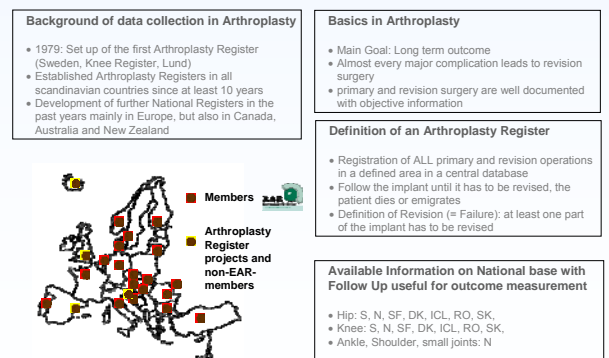 Background of data collection in Arthroplasty
• 1979: Set up of the first Arthroplasty Register
(Sweden, Knee Register, Lund)
• Established Arthroplasty Registers in all
scandinavian countries since at least 10 years
• Development of further National Registers in the
past years mainly in Europe, but also in Canada,
Australia and New Zealand
Members
EAR
Arthroplasty
Register
projects and
non-EAR-
members
Basics in Arthroplasty
• Main Goal: Long term outcome
• Almost every major complication leads to revision
surgery
• primary and revision surgery are well documented
with objective information
Definition of an Arthroplasty Register
• Registration of ALL primary and revision operations
in a defined area in a central database
• Follow the implant until it has to be revised, the
patient dies or emigrates
• Definition of Revision (= Failure): at least one part
of the implant has to be revised
Available Information on National base with
Follow Up useful for outcome measurement
• Hip: S, N, SF, DK, ICL, RO, SK,
• Knee: S, N, SF, DK, ICL, RO, SK,
• Ankle, Shoulder, small joints: N